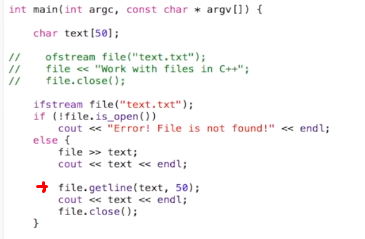 int main(int argc, const char * argv[]) {
char text[50];
// ofstream file("text.txt");
// file << "Work with files in C++";
// file.close();
ifstream file("text.txt");
if (!file.is_open())
cout << "Error! File is not found!" << endl;
else {
file >> text;
cout << text << endl;
file.getline(text, 50);
cout << text << endl;
file.close();
}